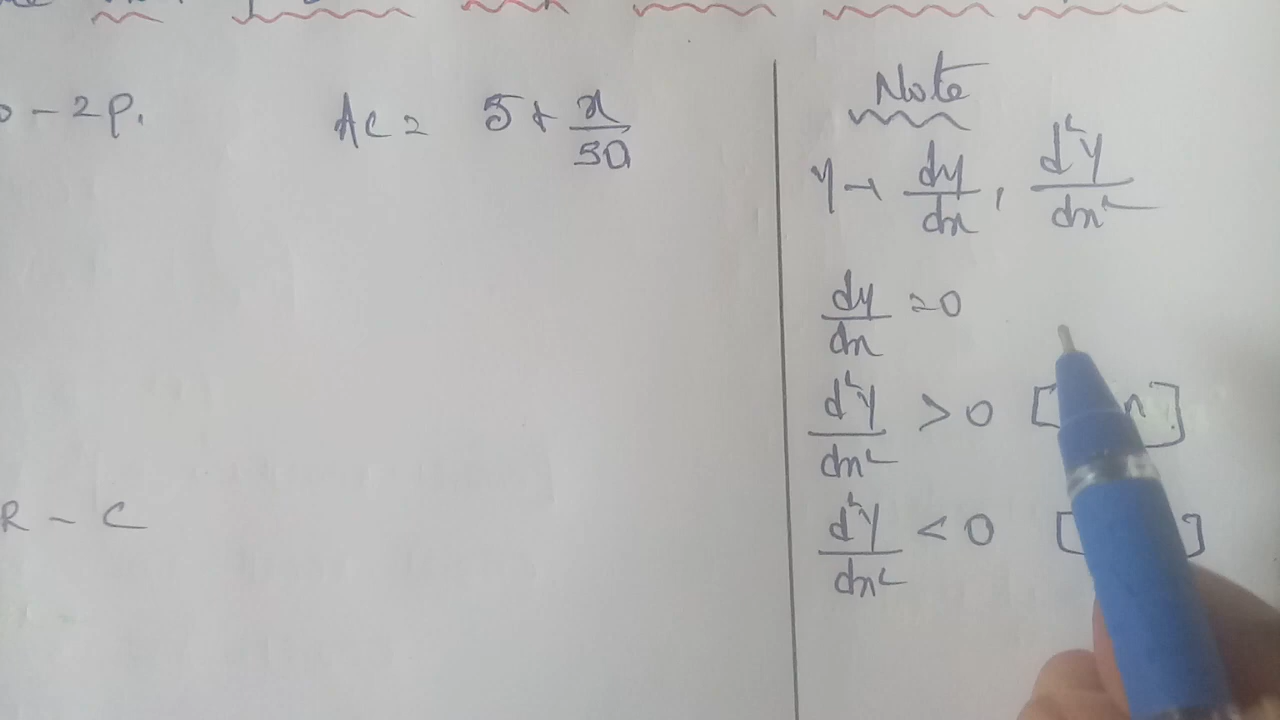 - 2p.
AC = 5 + x/50
R - C
Note
y → dy/dx, d²y/dx²
dy/dx = 0
d²y/dx² > 0 [
d²y/dx² < 0 [ ]